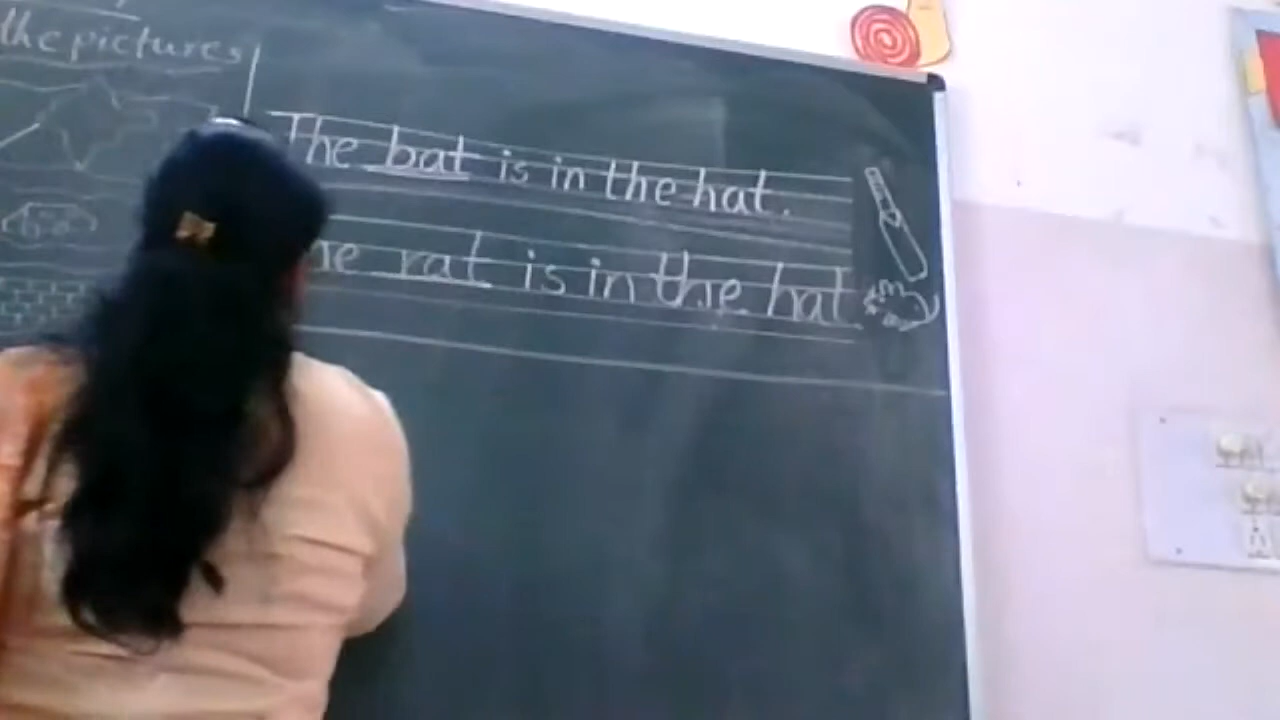 the pictures
The bat is in the hat.
he rat is in the hat